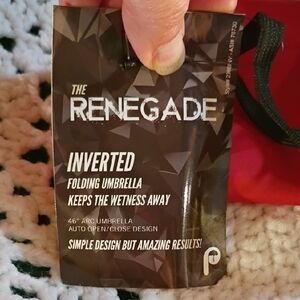 THE
RENEGADE
INVERTED
FOLDING UMBRELLA
KEEPS THE WETNESS AWAY
46" ARC UMBRELLA
AUTO OPEN/CLOSE DESIGN
SIMPLE DESIGN BUT AMAZING RESULTS!